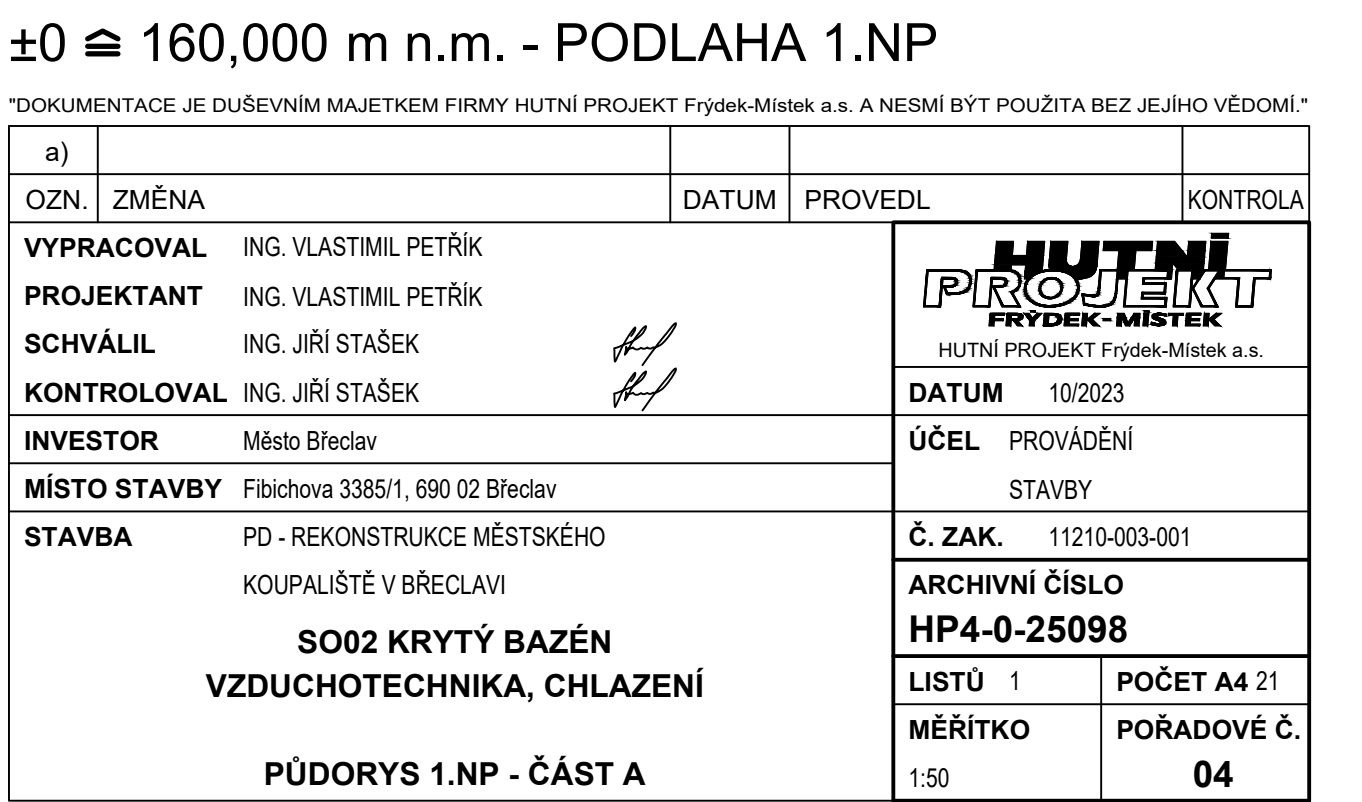 ±0 ≙ 160,000 m n.m. - PODLAHA 1.NP
"DOKUMENTACE JE DUŠEVNÍM MAJETKEM FIRMY HUTNÍ PROJEKT Frýdek-Místek a.s. A NESMÍ BÝT POUŽITA BEZ JEJÍHO VĚDOMÍ."
a)
OZN. ZMĚNA DATUM PROVEDL KONTROLA
VYPRACOVAL ING. VLASTIMIL PETŘÍK
PROJEKTANT ING. VLASTIMIL PETŘÍK
SCHVÁLIL ING. JIŘÍ STAŠEK
KONTROLOVAL ING. JIŘÍ STAŠEK
INVESTOR Město Břeclav
MÍSTO STAVBY Fibichova 3385/1, 690 02 Břeclav
STAVBA PD - REKONSTRUKCE MĚSTSKÉHO
KOUPALIŠTĚ V BŘECLAVI
SO02 KRYTÝ BAZÉN
VZDUCHOTECHNIKA, CHLAZENÍ
PŮDORYS 1.NP - ČÁST A
HUTNÍ
PROJEKT
FRÝDEK-MÍSTEK
HUTNÍ PROJEKT Frýdek-Místek a.s.
DATUM 10/2023
ÚČEL PROVÁDĚNÍ
STAVBY
Č. ZAK. 11210-003-001
ARCHIVNÍ ČÍSLO
HP4-0-25098
LISTŮ 1 POČET A4 21
MĚŘÍTKO POŘADOVÉ Č.
1:50 04